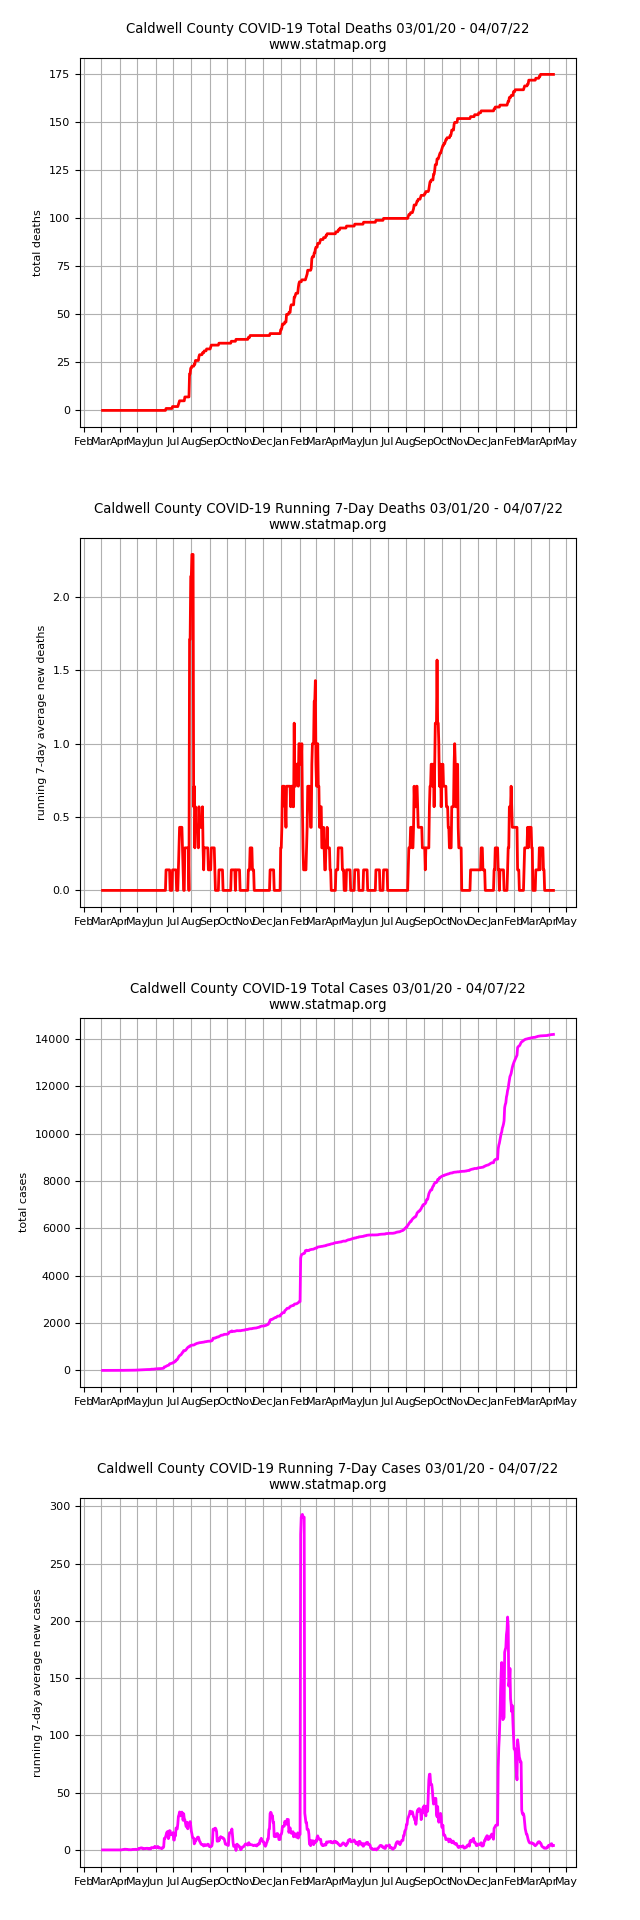 Caldwell County COVID-19 Total Deaths 03/01/20 - 04/07/22
www.statmap.org
total deaths
175
150
125
100
75
50
25
0
Feb Mar Apr May Jun Jul Aug Sep Oct Nov Dec Jan Feb Mar Apr May Jun Jul Aug Sep Oct Nov Dec Jan Feb Mar Apr May
Caldwell County COVID-19 Running 7-Day Deaths 03/01/20 - 04/07/22
www.statmap.org
running 7-day average new deaths
2.0
1.5
1.0
0.5
0.0
Feb Mar Apr May Jun Jul Aug Sep Oct Nov Dec Jan Feb Mar Apr May Jun Jul Aug Sep Oct Nov Dec Jan Feb Mar Apr May
Caldwell County COVID-19 Total Cases 03/01/20 - 04/07/22
www.statmap.org
total cases
14000
12000
10000
8000
6000
4000
2000
0
Feb Mar Apr May Jun Jul Aug Sep Oct Nov Dec Jan Feb Mar Apr May Jun Jul Aug Sep Oct Nov Dec Jan Feb Mar Apr May
Caldwell County COVID-19 Running 7-Day Cases 03/01/20 - 04/07/22
www.statmap.org
running 7-day average new cases
300
250
200
150
100
50
0
Feb Mar Apr May Jun Jul Aug Sep Oct Nov Dec Jan Feb Mar Apr May Jun Jul Aug Sep Oct Nov Dec Jan Feb Mar Apr May